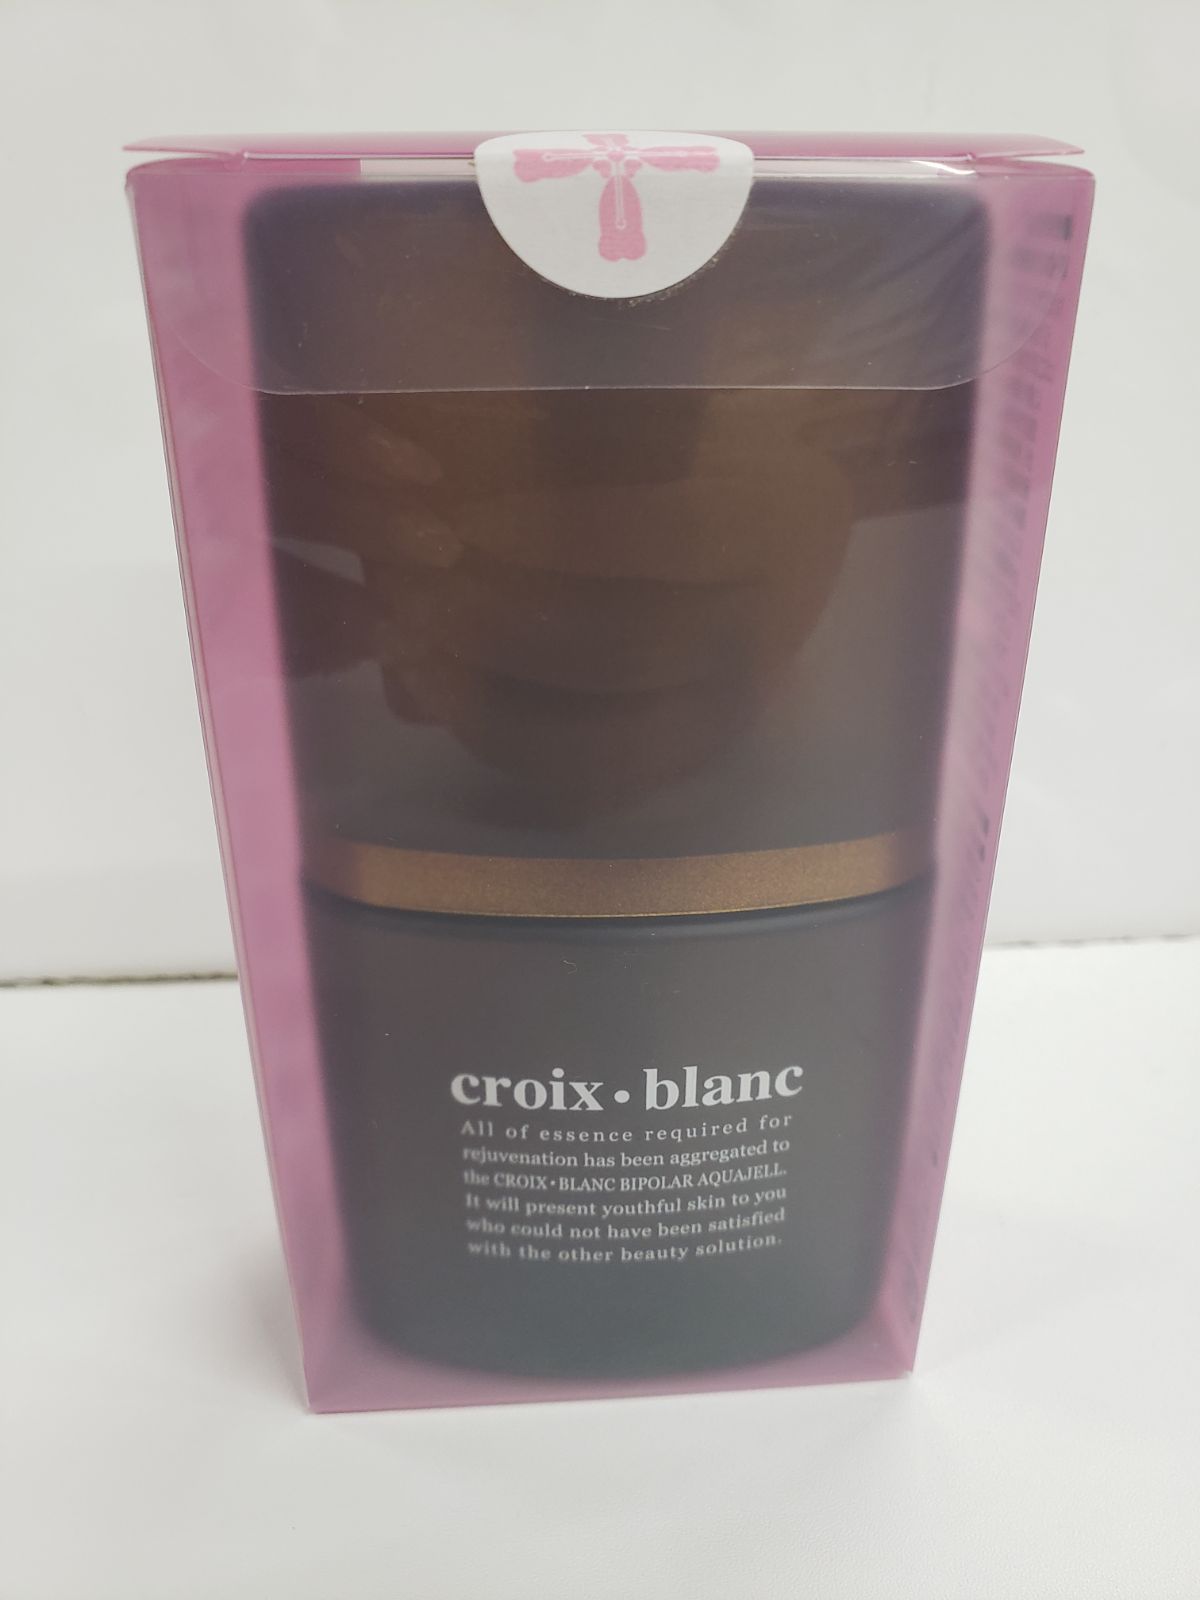 croix•blanc
All of essence required for
rejuvenation has been aggregated to
the CROIX•BLANC BIPOLAR AQUAJELL.
It will present youthful skin to you
who could not have been satisfied
with the other beauty solution.